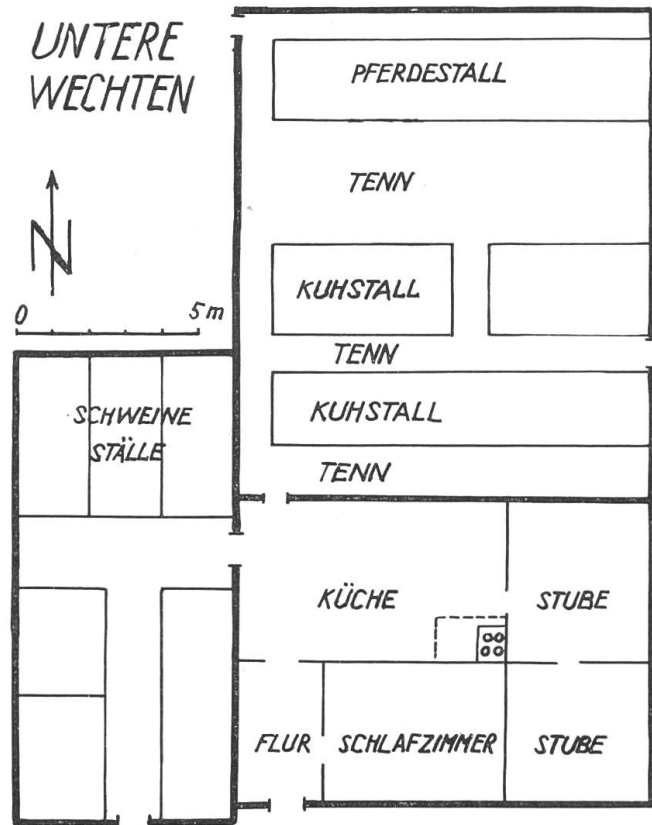 UNTERE
WECHTEN
N
0 5 m
PFERDESTALL
TENN
KUHSTALL
TENN
KUHSTALL
TENN
SCHWEINE
STÄLLE
KÜCHE
STUBE
FLUR
SCHLAFZIMMER
STUBE